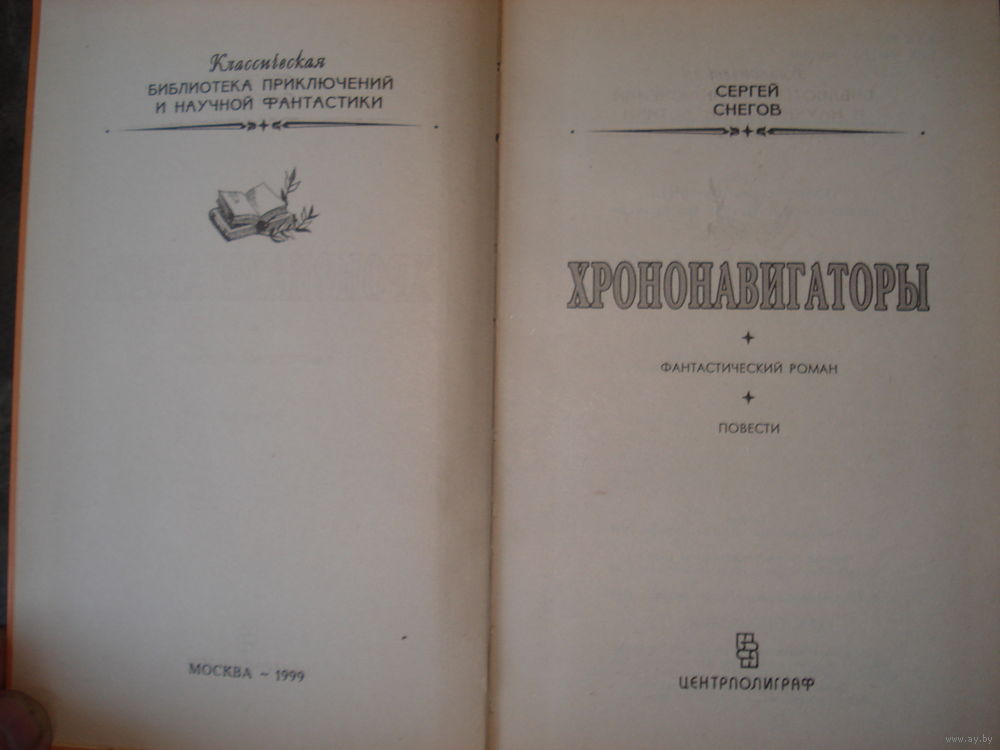 Классическая
БИБЛИОТЕКА ПРИКЛЮЧЕНИЙ
И НАУЧНОЙ ФАНТАСТИКИ
МОСКВА ~ 1999
СЕРГЕЙ
СНЕГОВ
ХРОНОНАВИГАТОРЫ
ФАНТАСТИЧЕСКИЙ РОМАН
ПОВЕСТИ
ЦЕНТРПОЛИГРАФ
www.ay.by